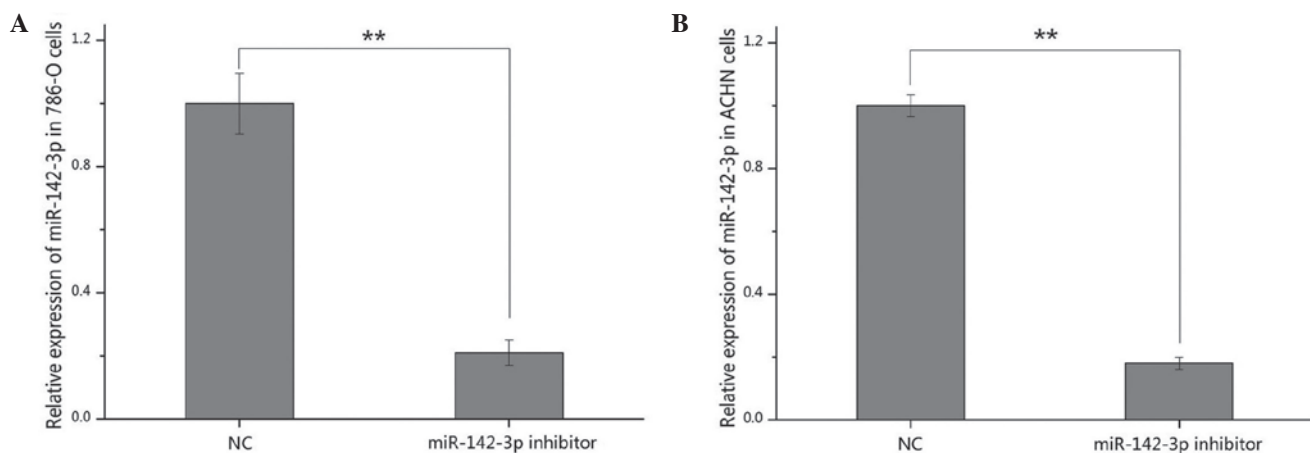 A
Relative expression of miR-142-3p in 786-O cells
1.2
0.8
0.4
0.0
**
NC
miR-142-3p inhibitor
B
Relative expression of miR-142-3p in ACHN cells
1.2
0.8
0.4
0.0
**
NC
miR-142-3p inhibitor